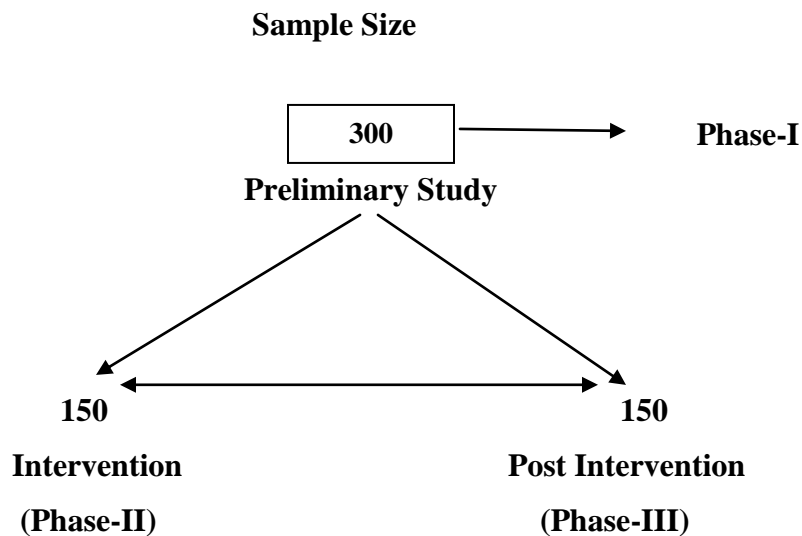 Sample Size
300
Phase-I
Preliminary Study
150
150
Intervention
Post Intervention
(Phase-II)
(Phase-III)